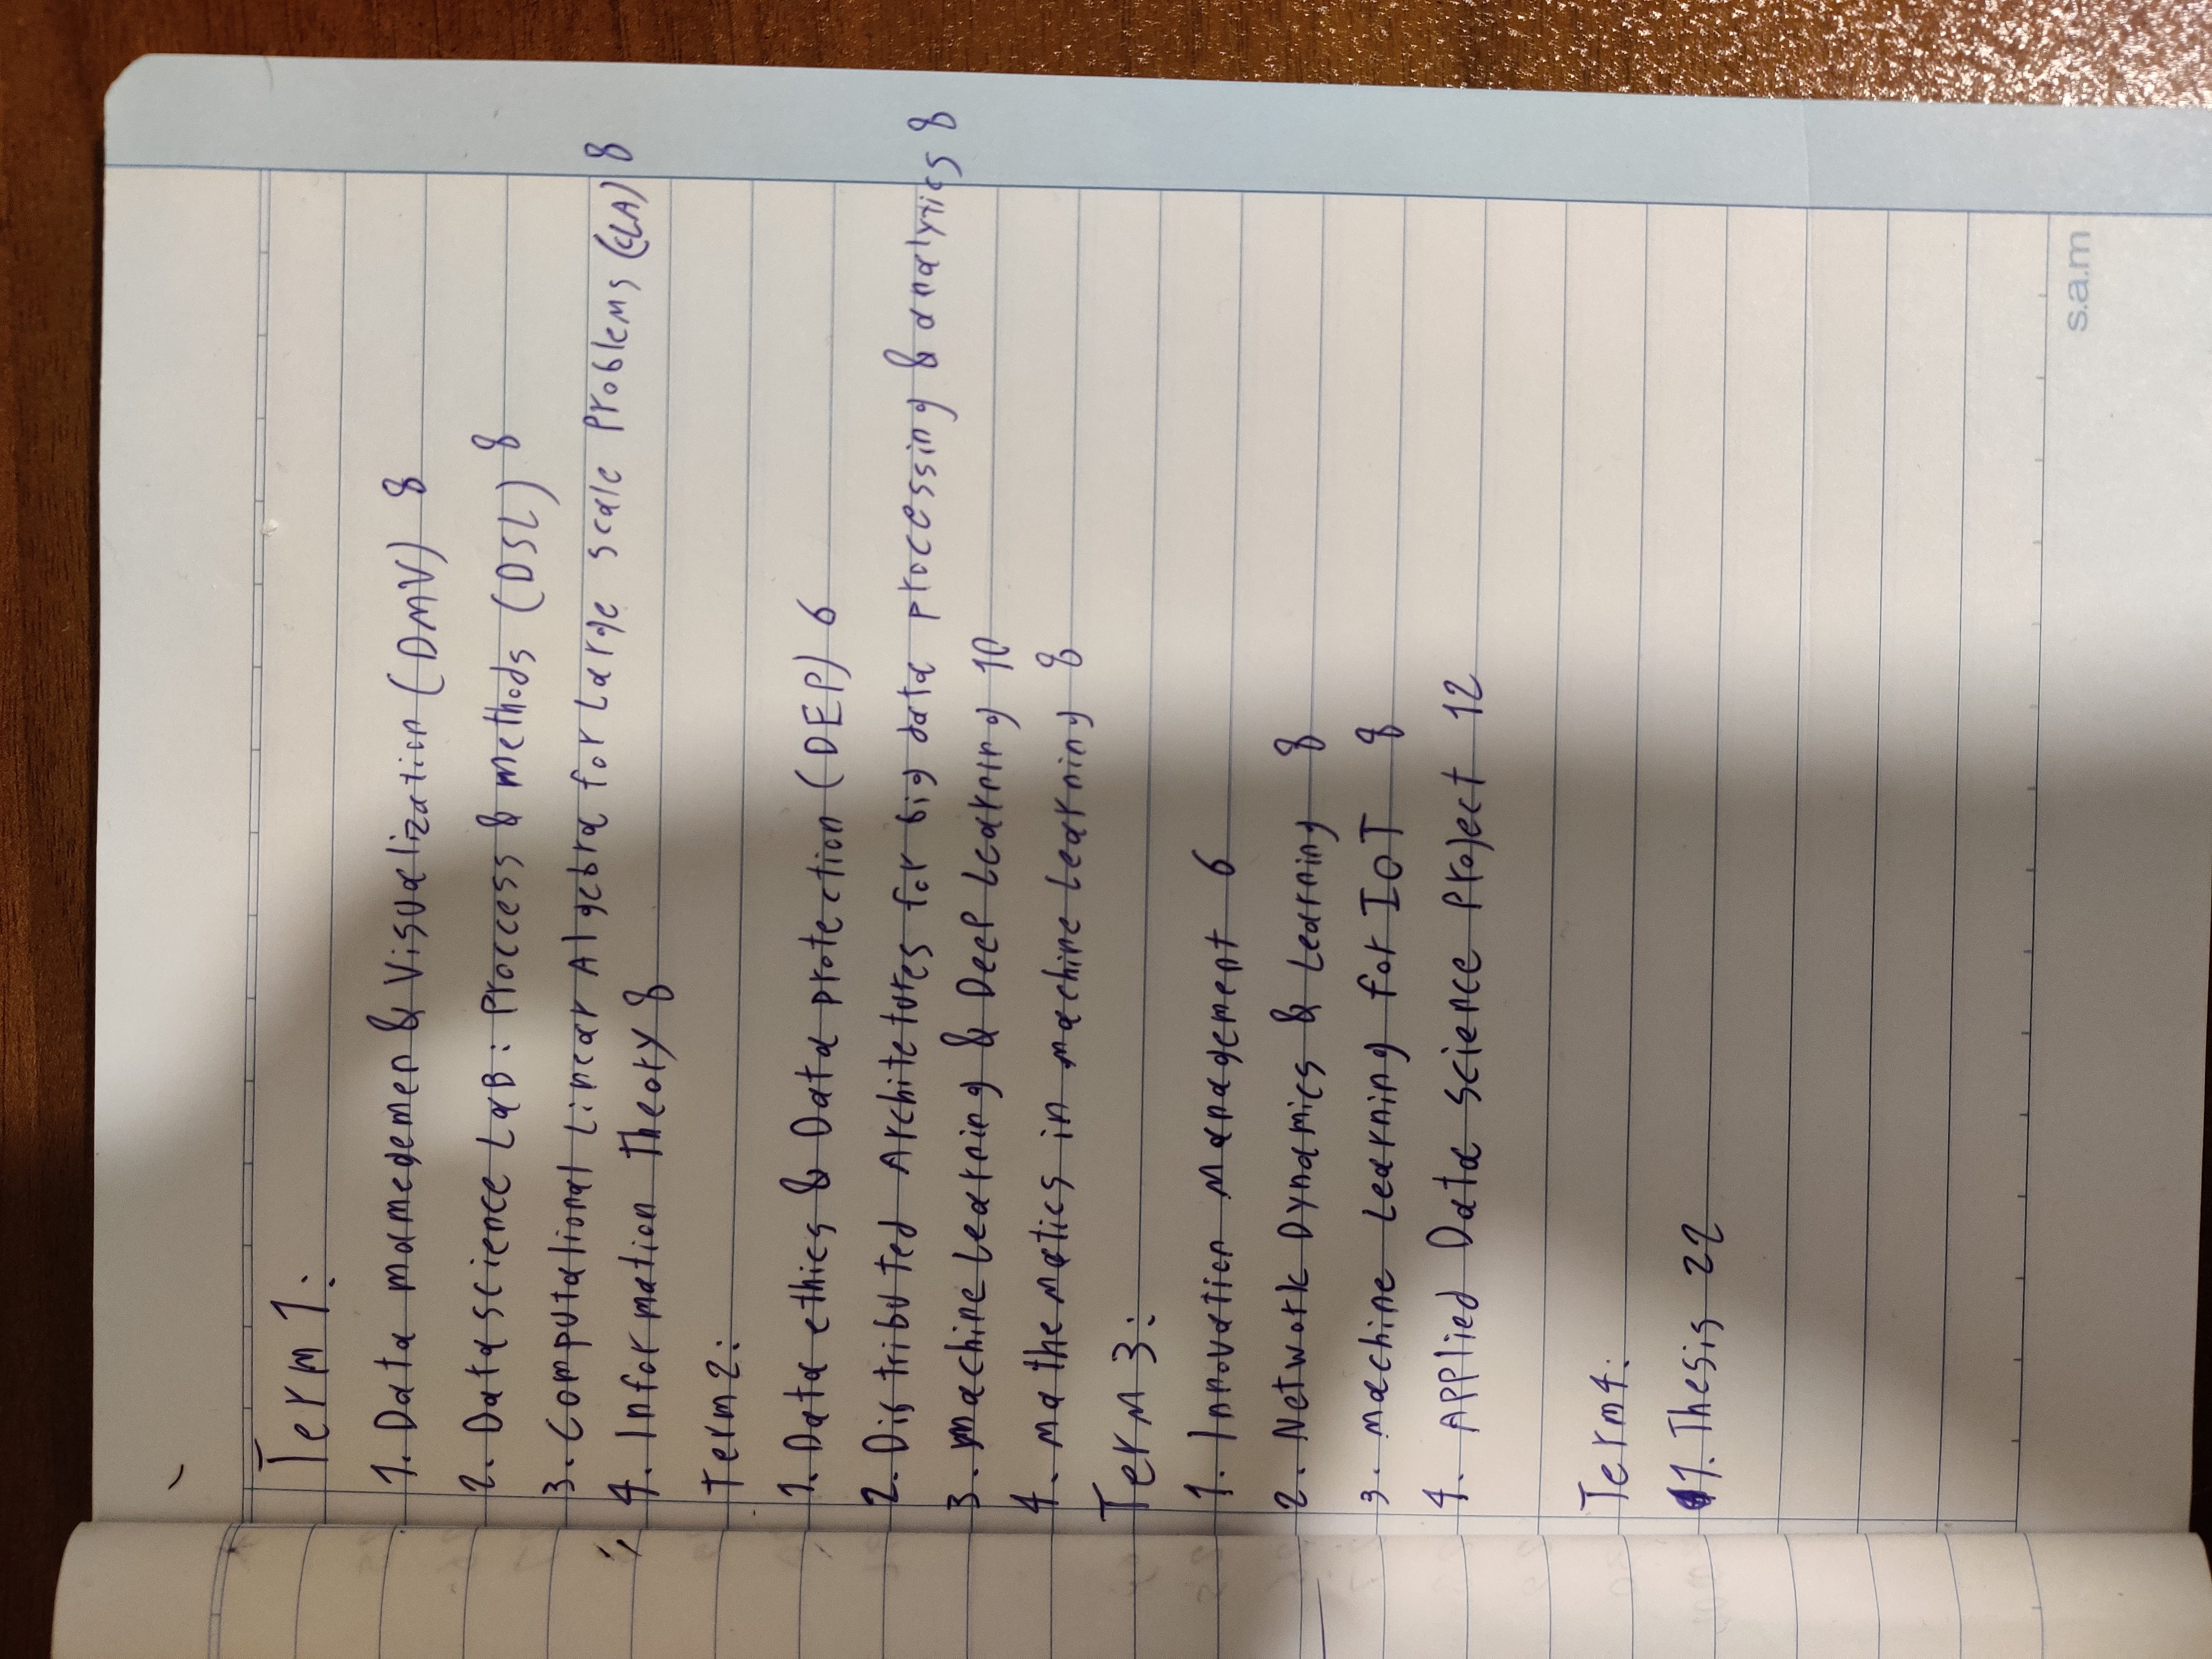 Term 1:
1. Data mamedemen & Visualization (DMV) 8
2. Data science LaB: Proccess & methods (DSL) 8
3. Computational Linear Algebra for Large scale Problems (CLA) 8
4. Information Theory 8
Term 2:
1. Data ethics & Data protection (DEP) 6
2. Distributed Architetures for big data processing & analytics 8
3. Machine Learning & Deep Learning 10
4. Mathematics in machine Learning 8
Term 3:
1. Innovation Management 6
2. Network Dynamics & Learning 8
3. Machine Learning for IoT 8
4. Applied Data science Project 12
Term 4:
1. Thesis 22
s.a.m